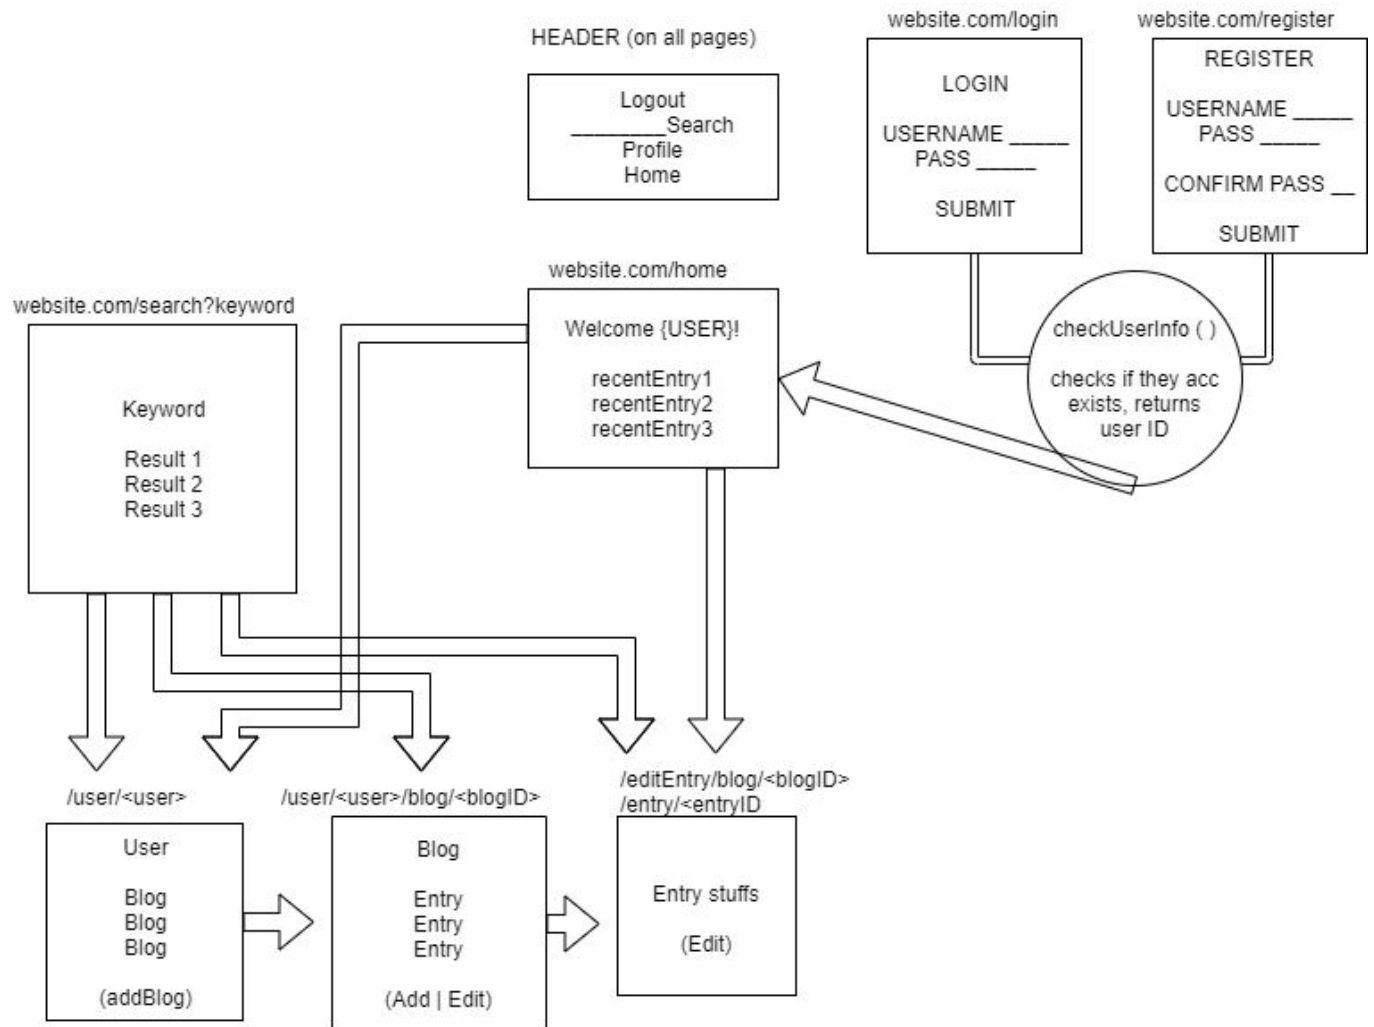 HEADER (on all pages)
Logout
________Search
Profile
Home
website.com/login
LOGIN
USERNAME _____
PASS _____
SUBMIT
website.com/register
REGISTER
USERNAME _____
PASS _____
CONFIRM PASS __
SUBMIT
checkUserInfo ( )
checks if they acc
exists, returns
user ID
website.com/home
Welcome {USER}!
recentEntry1
recentEntry2
recentEntry3
website.com/search?keyword
Keyword
Result 1
Result 2
Result 3
/user/<user>
User
Blog
Blog
Blog
(addBlog)
/user/<user>/blog/<blogID>
Blog
Entry
Entry
Entry
(Add | Edit)
/editEntry/blog/<blogID>
/entry/<entryID
Entry stuffs
(Edit)